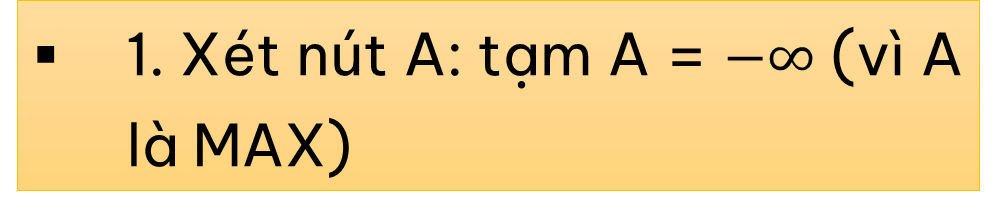 ▪ 1. Xét nút A: tạm A = −∞ (vì A
là MAX)